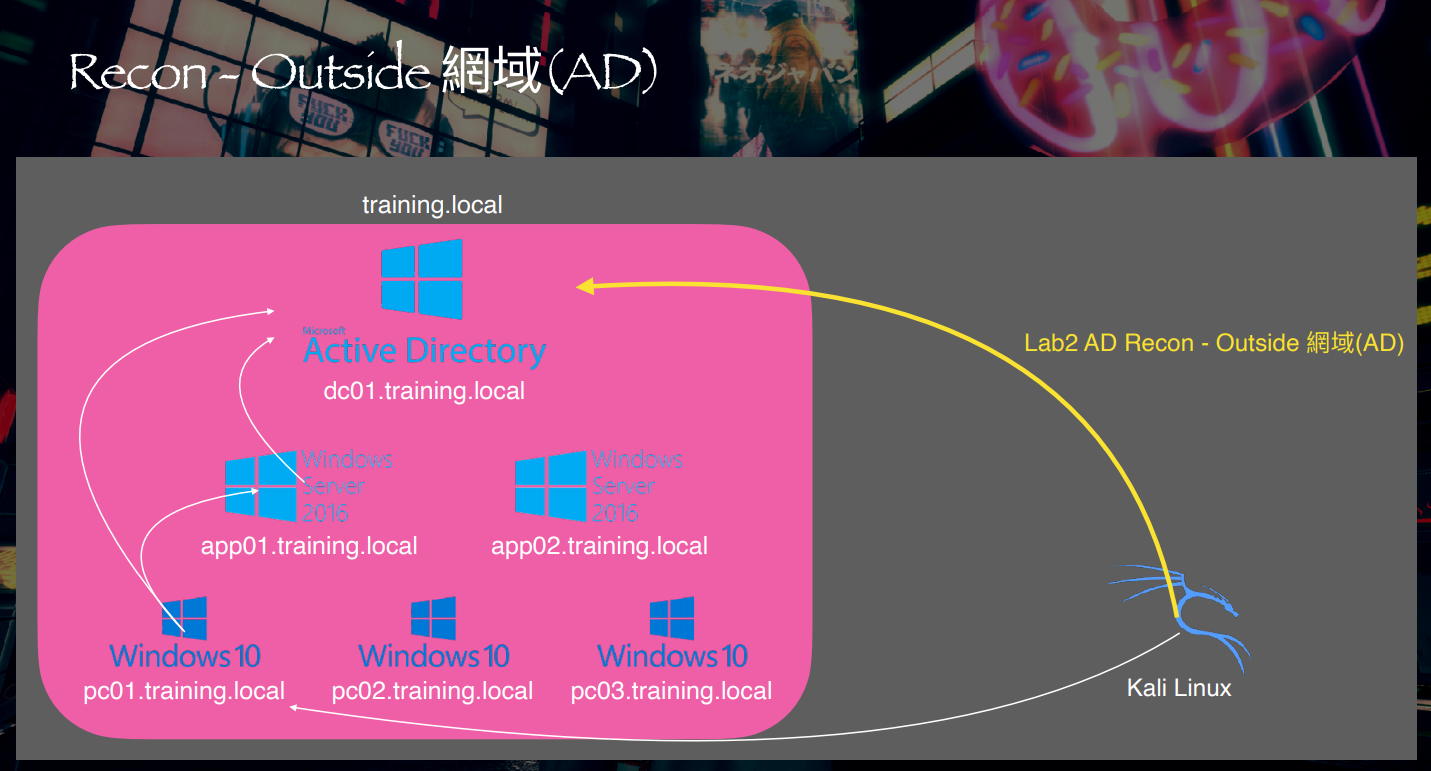 Recon - Outside 網域(AD)
FUCK
YOU
FUCK
YOU
ネオジャパン
training.local
Microsoft
Active Directory
dc01.training.local
Lab2 AD Recon - Outside 網域(AD)
Windows
Server
2016
app01.training.local
Windows
Server
2016
app02.training.local
Windows 10
pc01.training.local
Windows 10
pc02.training.local
Windows 10
pc03.training.local
Kali Linux